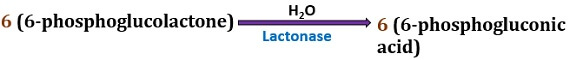 6 (6-phosphoglucolactone) H₂O 6 (6-phosphogluconic
Lactonase acid)